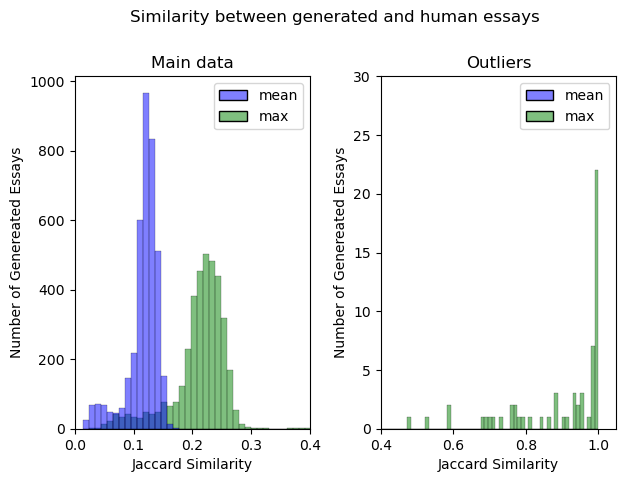 Similarity between generated and human essays
Main data
Outliers
mean
max
mean
max
Number of Genereated Essays
1000
800
600
400
200
0
0.0 0.1 0.2 0.3 0.4
Jaccard Similarity
Number of Genereated Essays
30
25
20
15
10
5
0
0.4 0.6 0.8 1.0
Jaccard Similarity